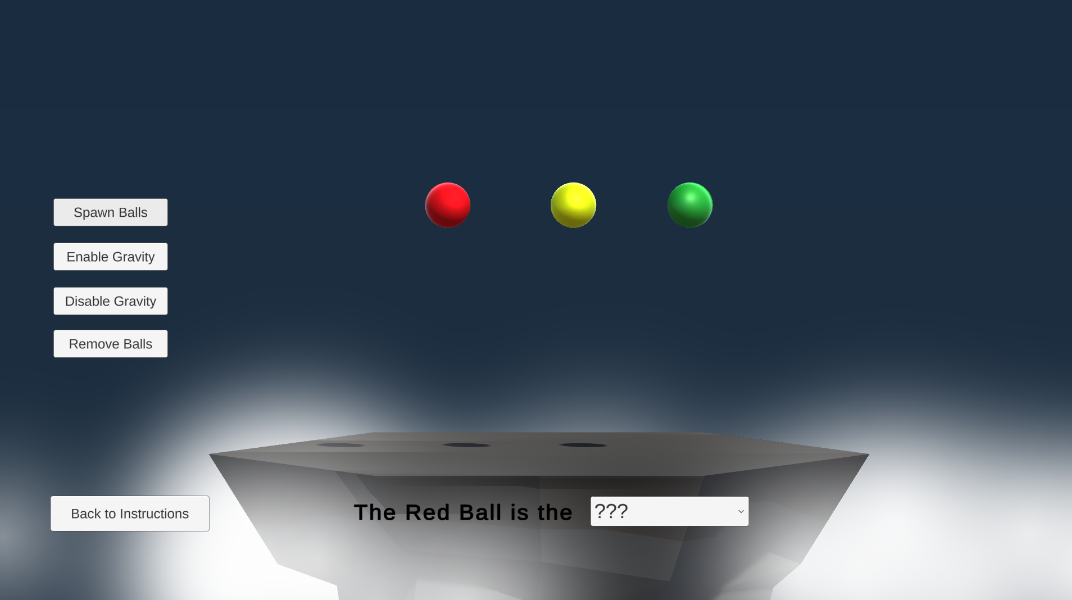 Spawn Balls
Enable Gravity
Disable Gravity
Remove Balls
Back to Instructions
The Red Ball is the ???